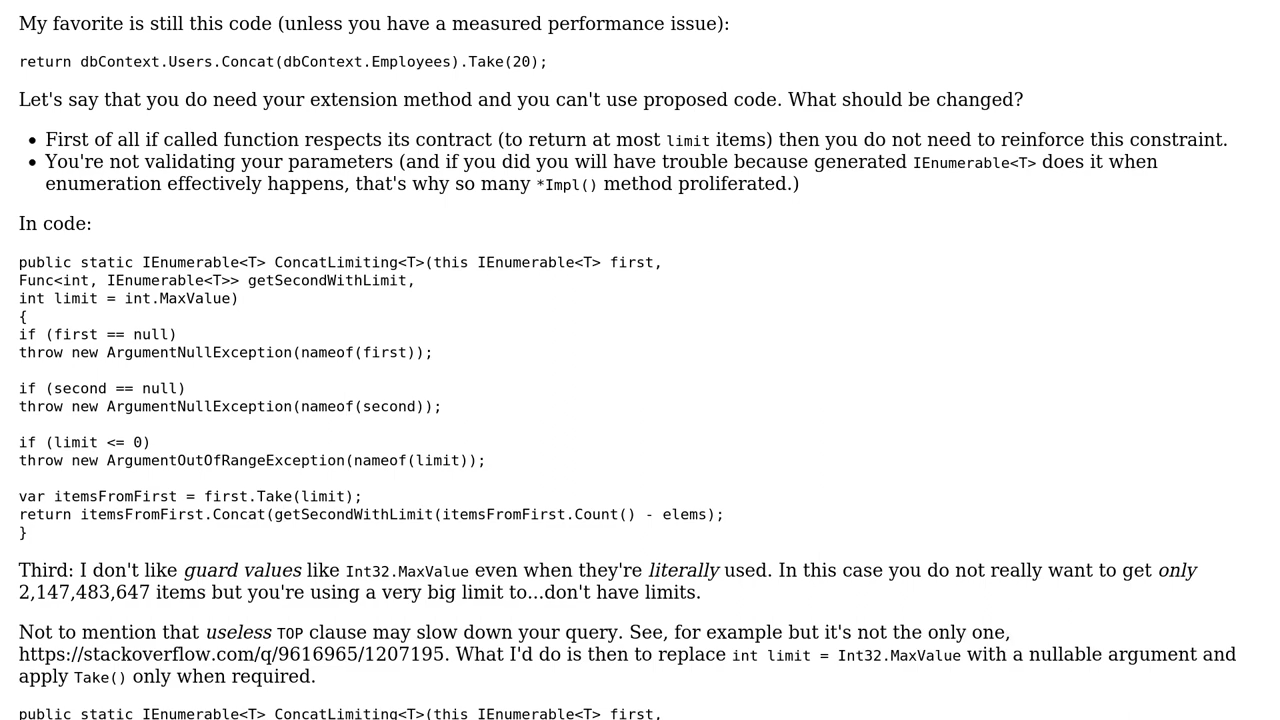 My favorite is still this code (unless you have a measured performance issue):
return dbContext.Users.Concat(dbContext.Employees).Take(20);
Let's say that you do need your extension method and you can't use proposed code. What should be changed?
• First of all if called function respects its contract (to return at most limit items) then you do not need to reinforce this constraint.
• You're not validating your parameters (and if you did you will have trouble because generated IEnumerable<T> does it when
enumeration effectively happens, that's why so many *Impl() method proliferated.)
In code:
public static IEnumerable<T> ConcatLimiting<T>(this IEnumerable<T> first,
Func<int, IEnumerable<T>> getSecondWithLimit,
int limit = int.MaxValue)
{
if (first == null)
throw new ArgumentNullException(nameof(first));
if (second == null)
throw new ArgumentNullException(nameof(second));
if (limit <= 0)
throw new ArgumentOutOfRangeException(nameof(limit));
var itemsFromFirst = first.Take(limit);
return itemsFromFirst.Concat(getSecondWithLimit(itemsFromFirst.Count() - elems);
}
Third: I don't like guard values like Int32.MaxValue even when they're literally used. In this case you do not really want to get only
2,147,483,647 items but you're using a very big limit to...don't have limits.
Not to mention that useless TOP clause may slow down your query. See, for example but it's not the only one,
https://stackoverflow.com/q/9616965/1207195. What I'd do is then to replace int limit = Int32.MaxValue with a nullable argument and
apply Take() only when required.
public static IEnumerable<T> ConcatLimiting<T>(this IEnumerable<T> first,